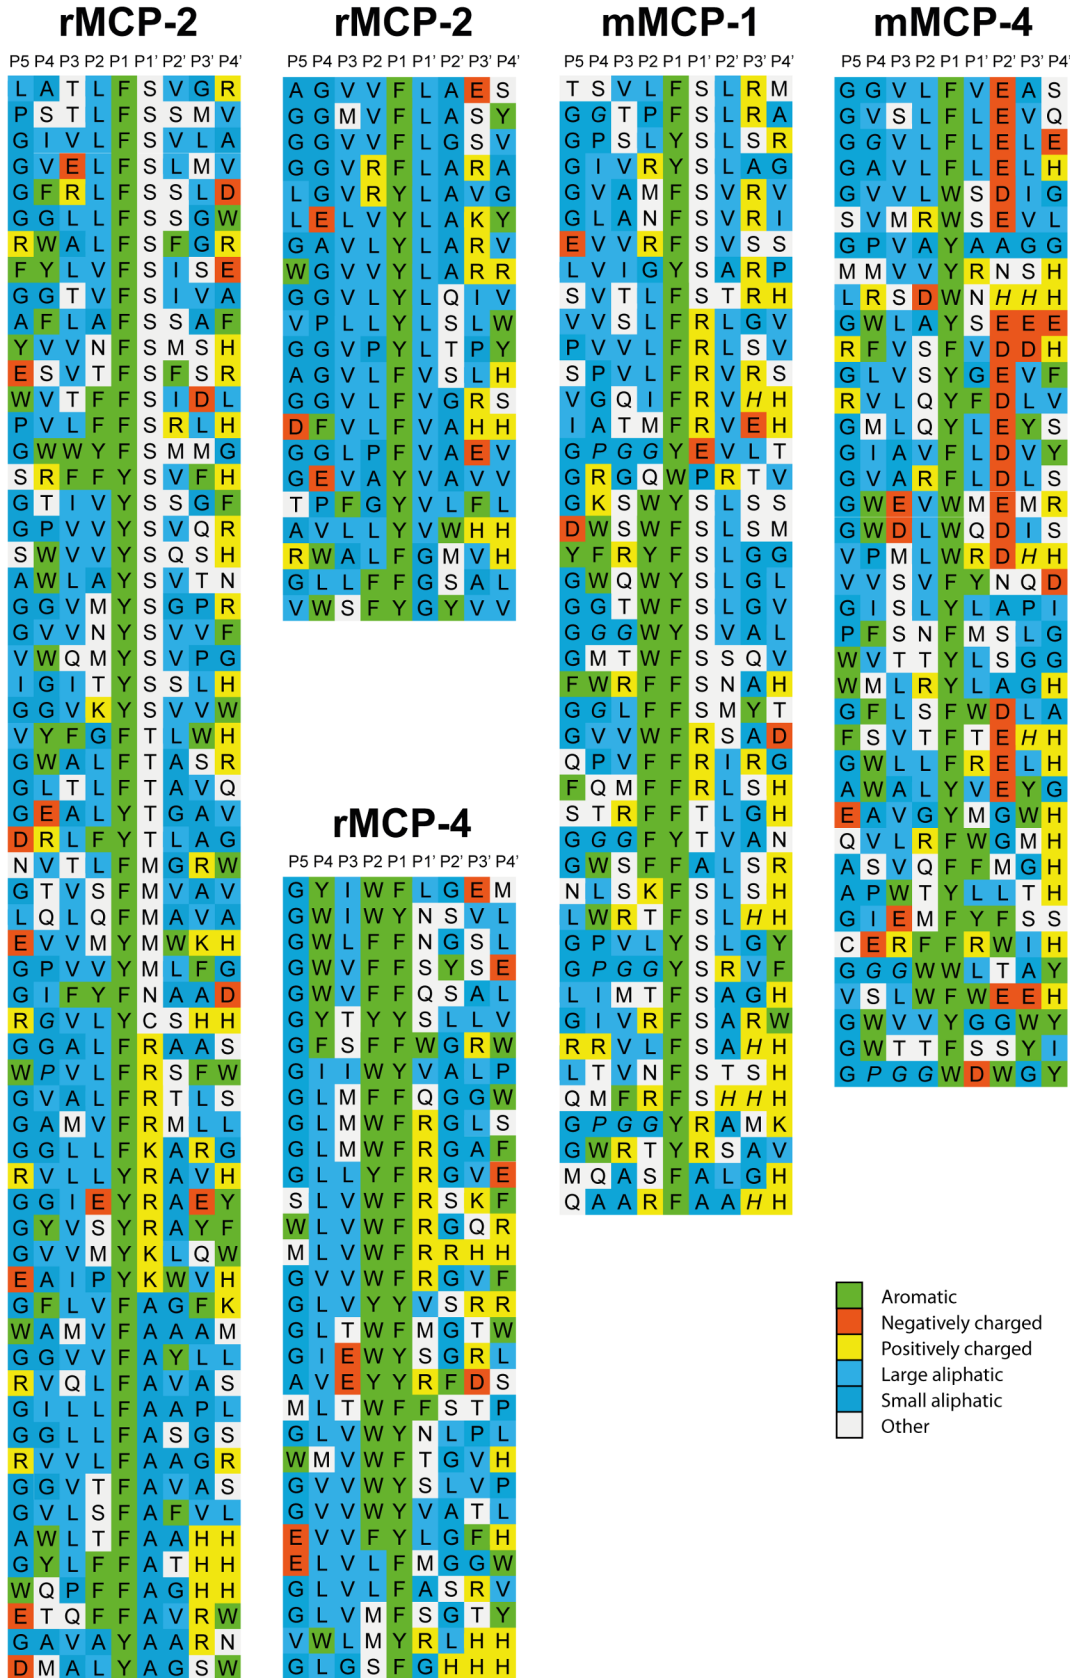 rMCP-2
P5 P4 P3 P2 P1 P1' P2' P3' P4'
L A T L F S V G R
P S T L F S S M V
G I V L F S V L A
G V E L F S L M V
G F R L F S S L D
G G L L F S S G W
R W A L F S F G R
F Y L V F S I S E
G G T V F S I V A
A F L A F S S A F
Y V V N F S M S H
E S V T F S F S R
W V T F F S I D L
P V L F F S R L H
G W W Y F S M M G
S R F F Y S V F H
G T I V Y S S G F
G P V V Y S V Q R
S W V V Y S Q S H
A W L A Y S V T N
G G V M Y S G P R
G V V N Y S V V F
V W Q M Y S V P G
I G I T Y S S L H
G G V K Y S V V W
V Y F G F T L W H
G W A L F T A S R
G L T L F T A V Q
G E A L Y T G A V
D R L F Y T L A G
N V T L F M G R W
G T V S F M V A V
L Q L Q F M A V A
E V V M Y M W K H
G P V V Y M L F G
G I F Y F N A A D
R G V L Y C S H H
G G A L F R A A S
W P V L F R S F W
G V A L F R T L S
G A M V F R M L L
G G L L F K A R G
R V L L Y R A V H
G G I E Y R A E Y
G Y V S Y R A Y F
G V V M Y K L Q W
E A I P Y K W V H
G F L V F A G F K
W A M V F A A A M
G G V V F A Y L L
R V Q L F A V A S
G I L L F A A P L
G G L L F A S G S
R V V L F A A G R
G G V T F A V A S
G V L S F A F V L
A W L T F A A H H
G Y L F F A T H H
W Q P F F A G H H
E T Q F F A V R W
G A V A Y A A R N
D M A L Y A G S W
rMCP-2
P5 P4 P3 P2 P1 P1' P2' P3' P4'
A G V V F L A E S
G G M V F L A S Y
G G V V F L G S V
G G V R F L A R A
L G V R Y L A V G
L E L V Y L A K Y
G A V L Y L A R V
W G V V Y L A R R
G G V L Y L Q I V
V P L L Y L S L W
G G V P Y L T P Y
A G V L F V S L H
G G V L F V G R S
D F V L F V A H H
G G L P F V A E V
G E V A Y V A V V
T P F G Y V L F L
A V L L Y V W H H
R W A L F G M V H
G L L F F G S A L
V W S F Y G Y V V
rMCP-4
P5 P4 P3 P2 P1 P1' P2' P3' P4'
G Y I W F L G E M
G W I W Y N S V L
G W L F F N G S L
G W V F F S Y S E
G W V F F Q S A L
G Y T Y Y S L L V
G F S F F W G R W
G I I W Y V A L P
G L M F F Q G G W
G L M W F R G L S
G L M W F R G A F
G L L Y F R G V E
S L V W F R S K F
W L V W F R G Q R
M L V W F R R H H
G V V W F R G V F
G L V Y Y V S R R
G L T W F M G T W
G I E W Y S G R L
A V E Y Y R F D S
M L T W F F S T P
G L V W Y N L P L
W M V W F T G V H
G V V W Y S L V P
G V V W Y V A T L
E V V F Y L G F H
E L V L F M G G W
G L V L F A S R V
G L V M F S G T Y
V W L M Y R L H H
G L G S F G H H H
mMCP-1
P5 P4 P3 P2 P1 P1' P2' P3' P4'
T S V L F S L R M
G G T P F S L R A
G P S L Y S L S R
G I V R Y S L A G
G V A M F S V R V
G L A N F S V R I
E V V R F S V S S
L V I G Y S A R P
S V T L F S T R H
V V S L F R L G V
P V V L F R L S V
S P V L F R V R S
V G Q I F R V H H
I A T M F R V E H
G P G G Y E V L T
G R G Q W P R T V
G K S W Y S L S S
D W S W F S L S M
Y F R Y F S L G G
G W Q W Y S L G L
G G T W F S L G V
G G G W Y S V A L
G M T W F S S Q V
F W R F F S N A H
G G L F F S M Y T
G V V W F R S A D
Q P V F F R I R G
F Q M F F R L S H
S T R F F T L G H
G G G F Y T V A N
G W S F F A L S R
N L S K F S L S H
L W R T F S L H H
G P V L Y S L G Y
G P G G Y S R V F
L I M T F S A G H
G I V R F S A R W
R R V L F S A H H
L T V N F S T S H
Q M F R F S H H H
G P G G Y R A M K
G W R T Y R S A V
M Q A S F A L G H
Q A A R F A A H H
mMCP-4
P5 P4 P3 P2 P1 P1' P2' P3' P4'
G G V L F V E A S
G V S L F L E V Q
G G V L F L E L E
G A V L F L E L H
G V V L W S D I G
S V M R W S E V L
G P V A Y A A G G
M M V V Y R N S H
L R S D W N H H H
G W L A Y S E E E
R F V S F V D D H
G L V S Y G E V F
R V L Q Y F D L V
G M L Q Y L E Y S
G I A V F L D V Y
G V A R F L D L S
G W E V W M E M R
G W D L W Q D I S
V P M L W R D H H
V V S V F Y N Q D
G I S L Y L A P I
P F S N F M S L G
W V T T Y L S G G
W M L R Y L A G H
G F L S F W D L A
F S V T F T E H H
G W L L F R E L H
A W A L Y V E Y G
E A V G Y M G W H
Q V L R F W G M H
A S V Q F F M G H
A P W T Y L L T H
G I E M F Y F S S
C E R F F R W I H
G G G W W L T A Y
V S L W F W E E H
G W V V Y G G W Y
G W T T F S S Y I
G P G G W D W G Y
Aromatic
Negatively charged
Positively charged
Large aliphatic
Small aliphatic
Other